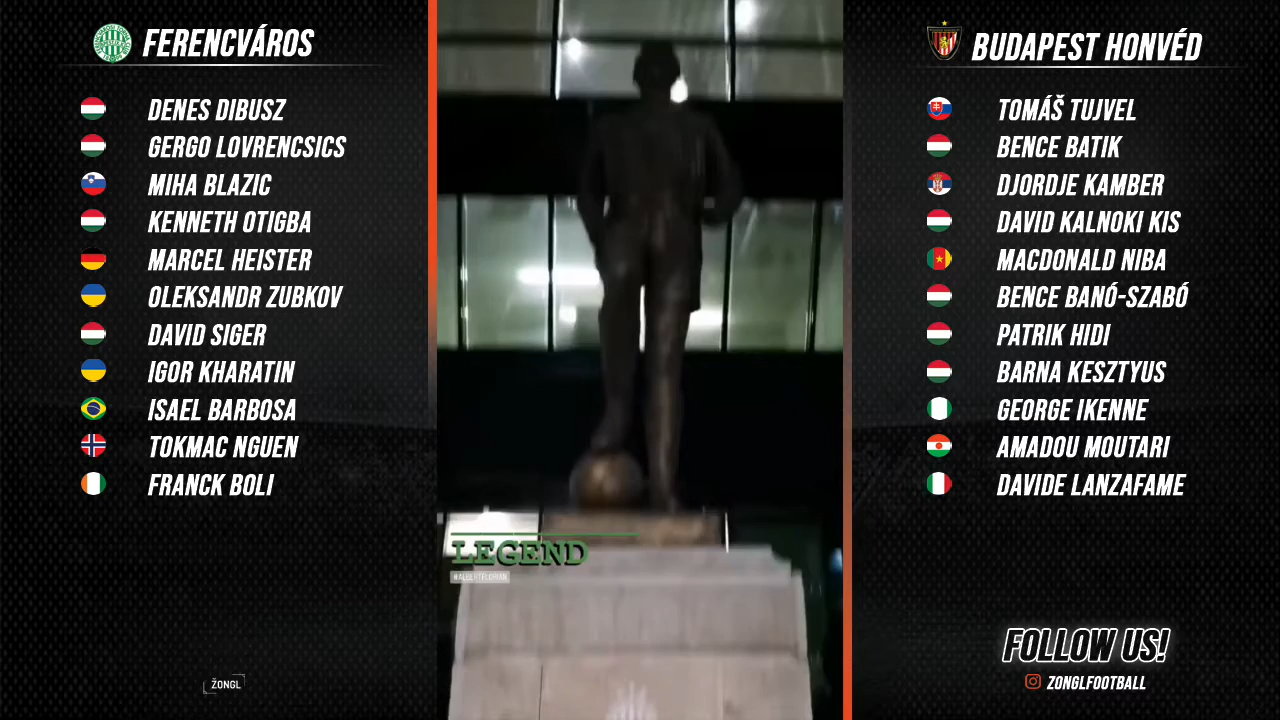 FERENCVÁROS
DENES DIBUSZ
GERGO LOVRENCSICS
MIHA BLAZIC
KENNETH OTIGBA
MARCEL HEISTER
OLEKSANDR ZUBKOV
DAVID SIGER
IGOR KHARATIN
ISAEL BARBOSA
TOKMAC NGUEN
FRANCK BOLI
ŽONGL
LEGEND
#ALBERTFLORIAN
BUDAPEST HONVÉD
TOMÁŠ TUJVEL
BENCE BATIK
DJORDJE KAMBER
DAVID KALNOKI KIS
MACDONALD NIBA
BENCE BANÓ-SZABÓ
PATRIK HIDI
BARNA KESZTYUS
GEORGE IKENNE
AMADOU MOUTARI
DAVIDE LANZAFAME
FOLLOW US!
ZONGLFOOTBALL